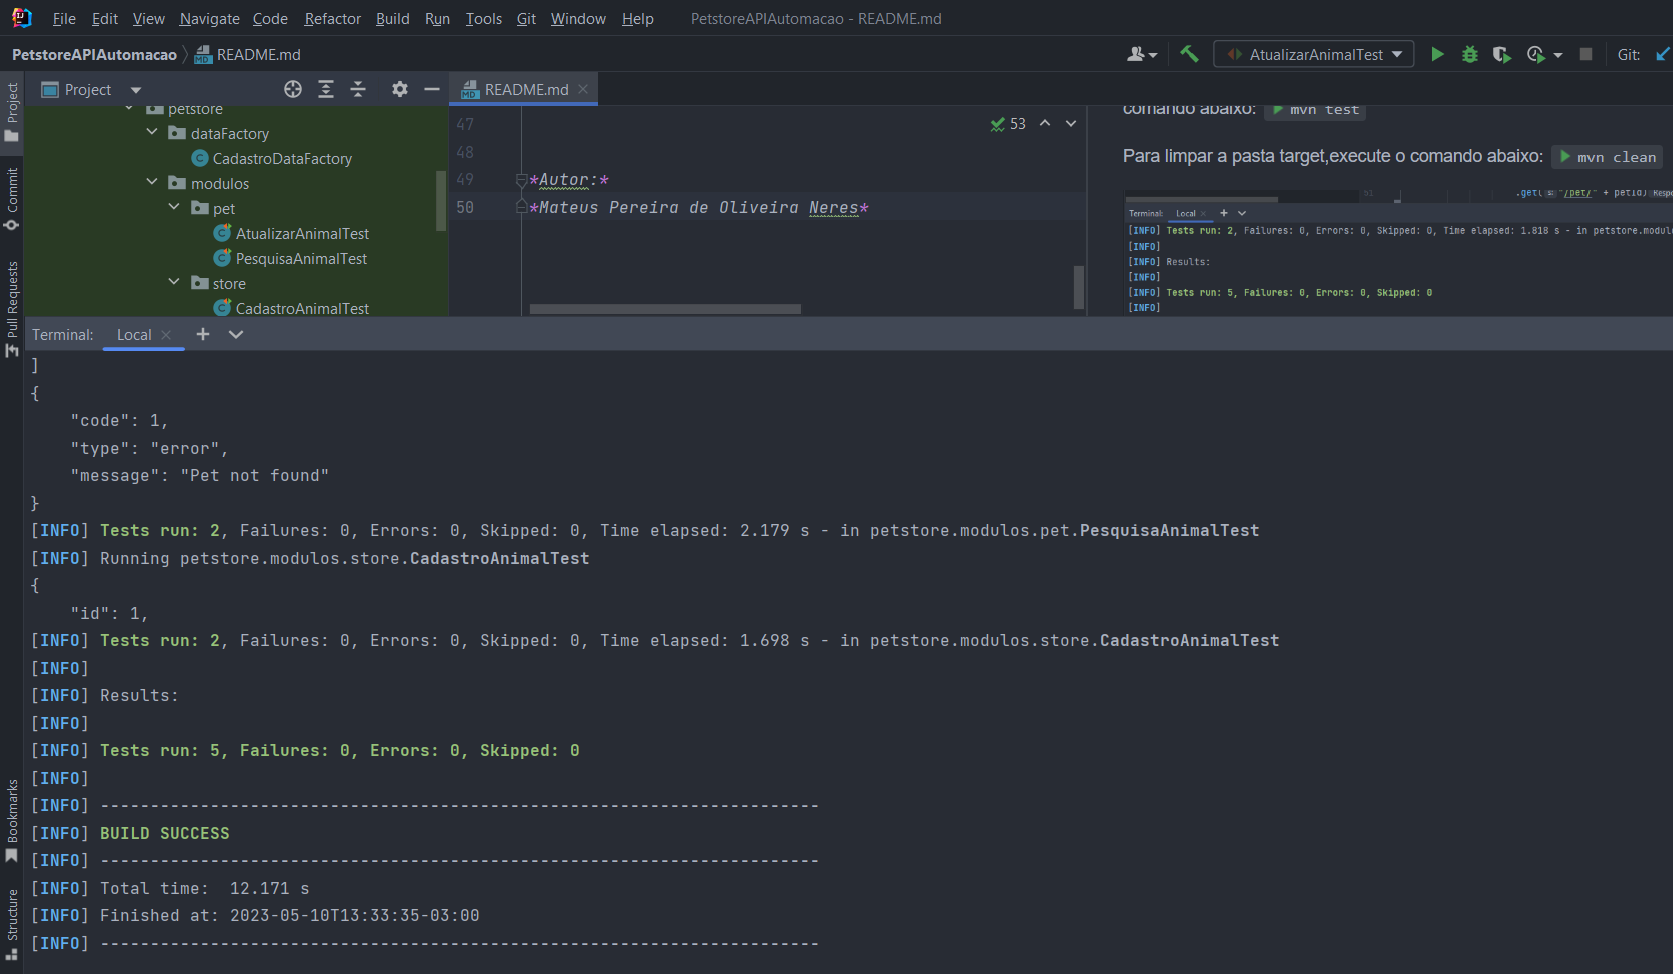 File Edit View Navigate Code Refactor Build Run Tools Git Window Help PetstoreAPIAutomacao - README.md
PetstoreAPIAutomacao README.md AtualizarAnimalTest Git:
Project
Commit
Pull Requests
Bookmarks
Structure
Project
petstore
dataFactory
CadastroDataFactory
modulos
pet
AtualizarAnimalTest
PesquisaAnimalTest
store
CadastroAnimalTest
README.md
47
48
49 *Autor:*
50 *Mateus Pereira de Oliveira Neres*
53
comando abaixo: mvn test
Para limpar a pasta target,execute o comando abaixo: mvn clean
.get( "/pet/" + petId)
Terminal: Local
[INFO] Tests run: 2, Failures: 0, Errors: 0, Skipped: 0, Time elapsed: 1.818 s - in petstore.modul
[INFO]
[INFO] Results:
[INFO]
[INFO] Tests run: 5, Failures: 0, Errors: 0, Skipped: 0
[INFO]
Terminal: Local
]
{
"code": 1,
"type": "error",
"message": "Pet not found"
}
[INFO] Tests run: 2, Failures: 0, Errors: 0, Skipped: 0, Time elapsed: 2.179 s - in petstore.modulos.pet.PesquisaAnimalTest
[INFO] Running petstore.modulos.store.CadastroAnimalTest
{
"id": 1,
[INFO] Tests run: 2, Failures: 0, Errors: 0, Skipped: 0, Time elapsed: 1.698 s - in petstore.modulos.store.CadastroAnimalTest
[INFO]
[INFO] Results:
[INFO]
[INFO] Tests run: 5, Failures: 0, Errors: 0, Skipped: 0
[INFO]
[INFO] ------------------------------------------------------------------------
[INFO] BUILD SUCCESS
[INFO] ------------------------------------------------------------------------
[INFO] Total time:  12.171 s
[INFO] Finished at: 2023-05-10T13:33:35-03:00
[INFO] ------------------------------------------------------------------------